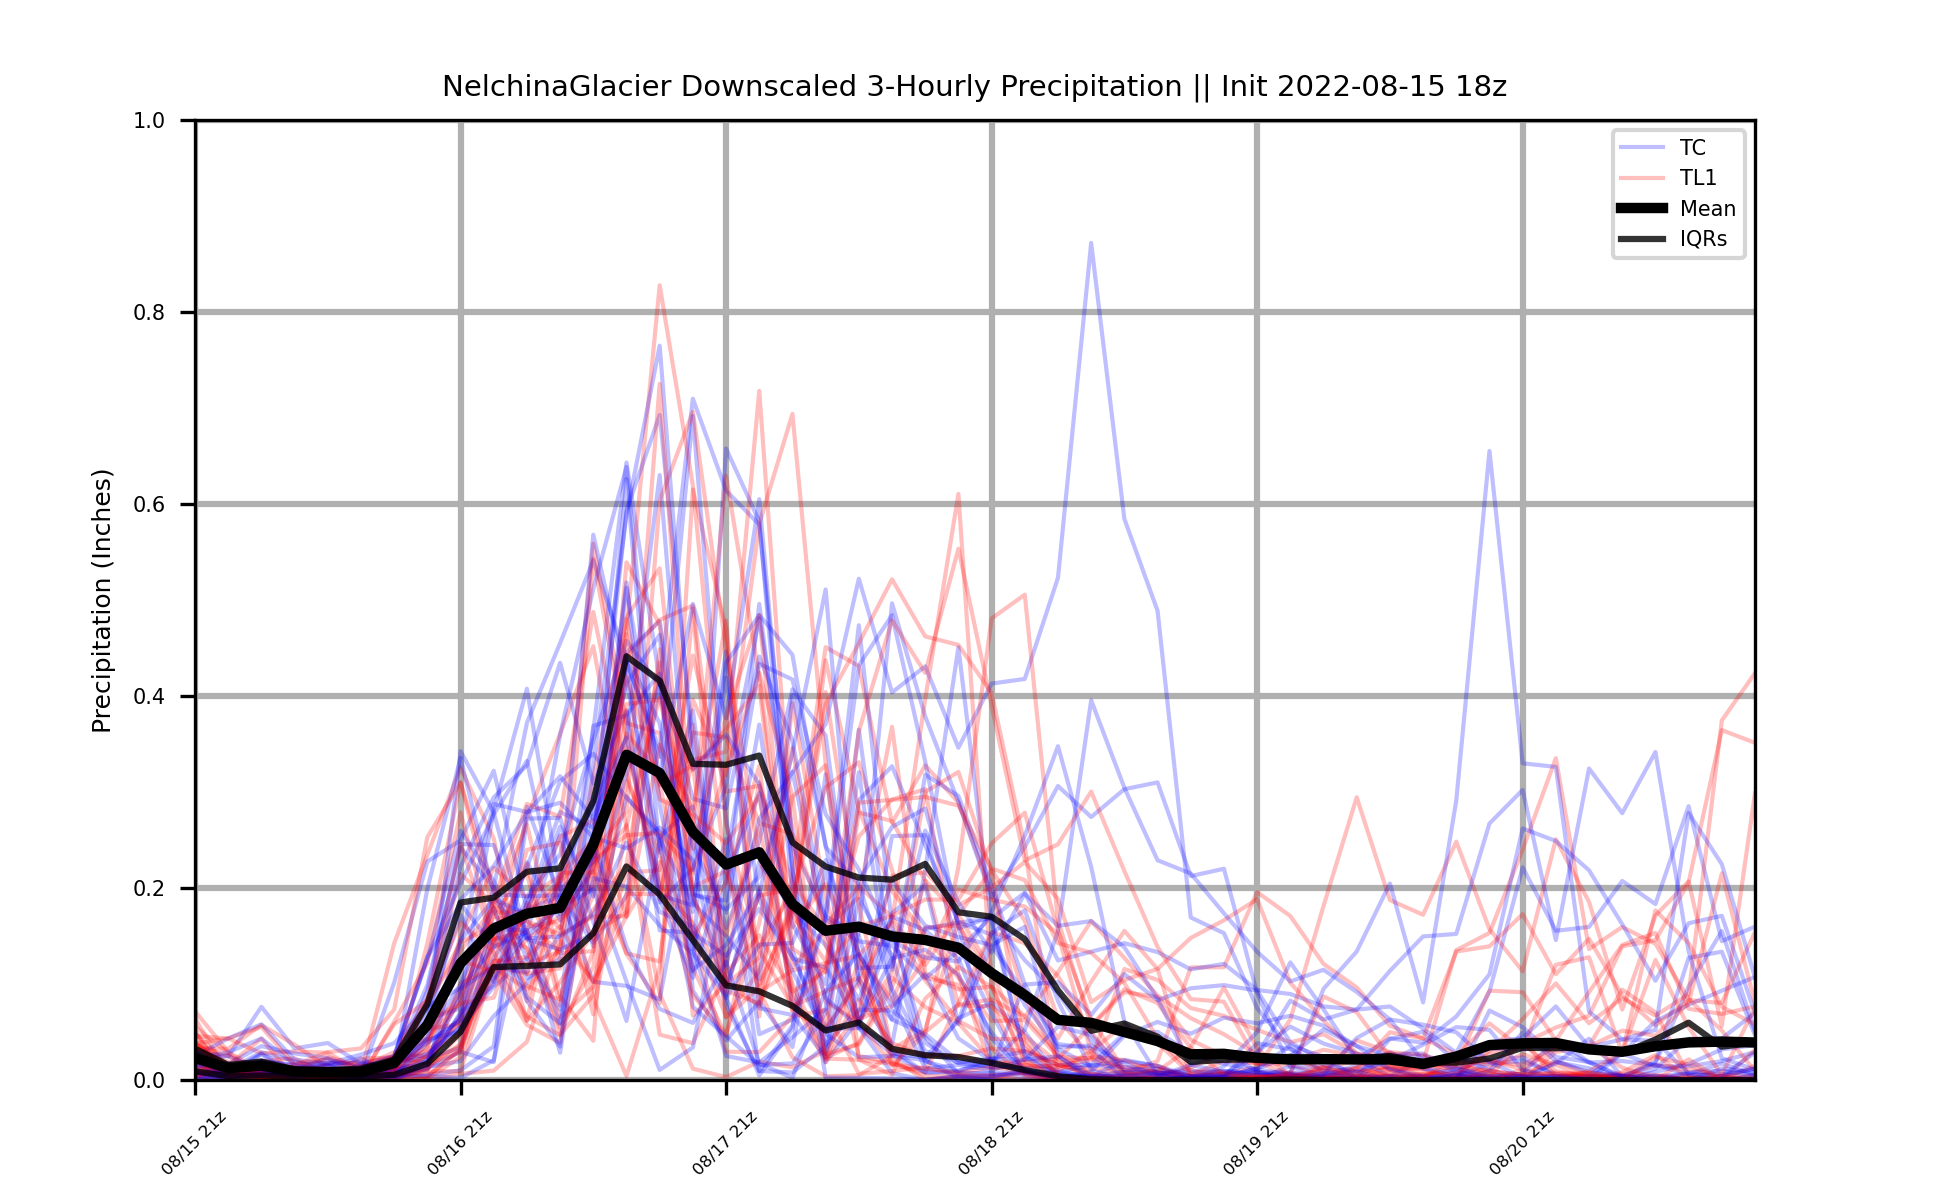 NelchinaGlacier Downscaled 3-Hourly Precipitation || Init 2022-08-15 18z
Precipitation (Inches)
1.0
0.8
0.6
0.4
0.2
0.0
TC
TL1
Mean
IQRs
08/15 21z
08/16 21z
08/17 21z
08/18 21z
08/19 21z
08/20 21z